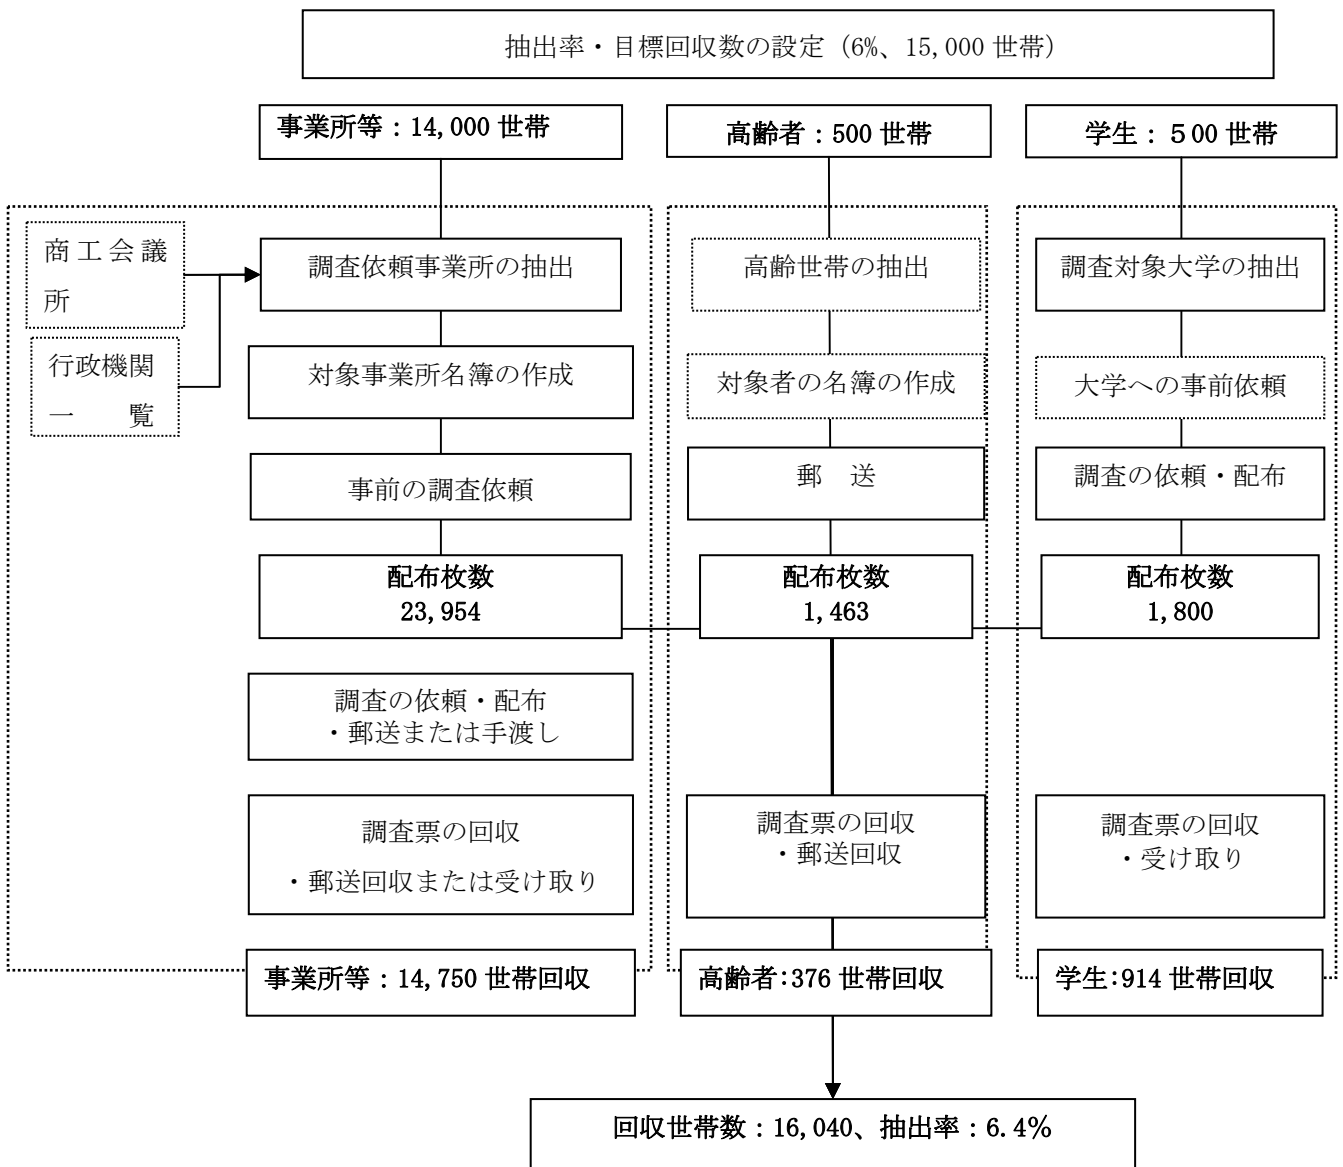 抽出率・目標回収数の設定（6%、15,000 世帯）
事業所等：14,000 世帯
高齢者：500 世帯
学生：５00 世帯
商工会議
所
行政機関
一　　覧
調査依頼事業所の抽出
対象事業所名簿の作成
事前の調査依頼
配布枚数
23,954
調査の依頼・配布
・郵送または手渡し
調査票の回収
・郵送回収または受け取り
事業所等：14,750 世帯回収
高齢世帯の抽出
対象者の名簿の作成
郵　送
配布枚数
1,463
調査票の回収
・郵送回収
高齢者：376 世帯回収
調査対象大学の抽出
大学への事前依頼
調査の依頼・配布
配布枚数
1,800
調査票の回収
・受け取り
学生：914 世帯回収
回収世帯数：16,040、抽出率：6.4%